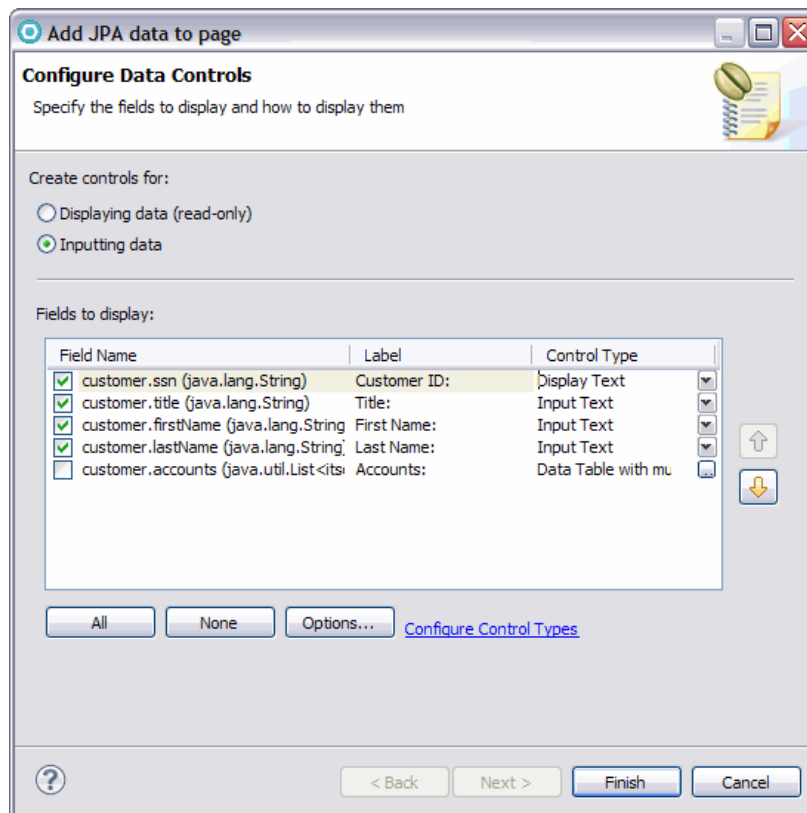 Add JPA data to page
Configure Data Controls
Specify the fields to display and how to display them
Create controls for:
Displaying data (read-only)
Inputting data
Fields to display:
Field Name Label Control Type
customer.ssn (java.lang.String) Customer ID: Display Text
customer.title (java.lang.String) Title: Input Text
customer.firstName (java.lang.String First Name: Input Text
customer.lastName (java.lang.String) Last Name: Input Text
customer.accounts (java.util.List<its Accounts: Data Table with mu ...
All None Options... Configure Control Types
? < Back Next > Finish Cancel